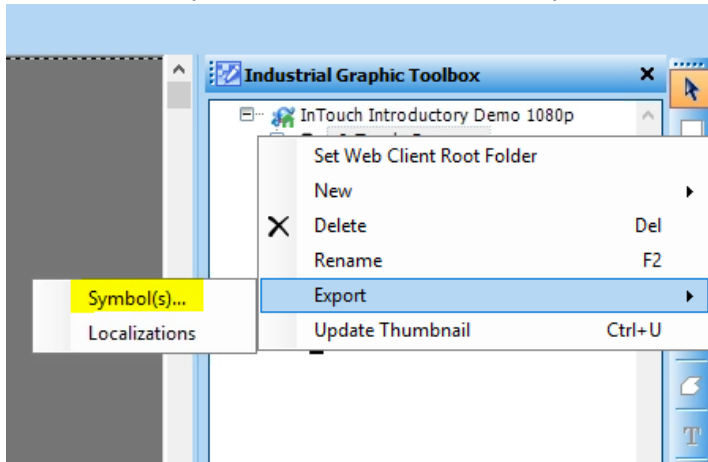 Industrial Graphic Toolbox
InTouch Introductory Demo 1080p
Set Web Client Root Folder
New
Delete Del
Rename F2
Export
Update Thumbnail Ctrl+U
Symbol(s)...
Localizations
T